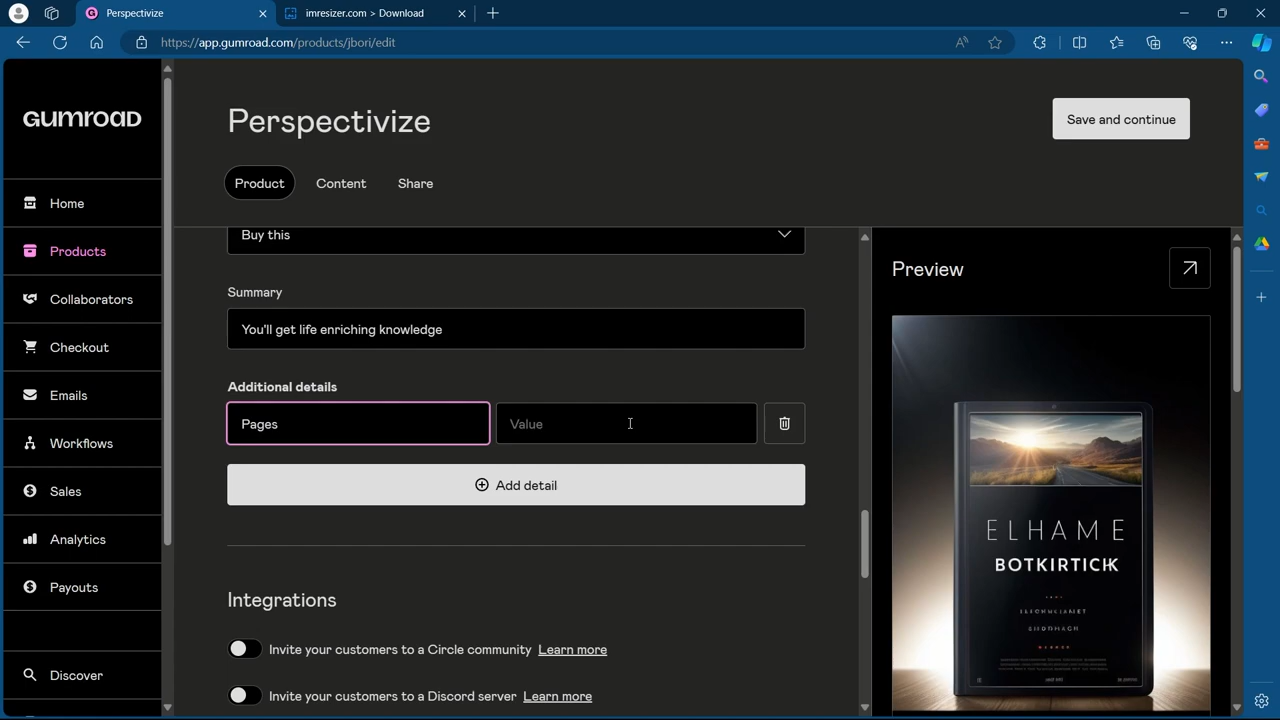 Perspectivize
imresizer.com > Download
https://app.gumroad.com/products/jbori/edit
GUMROAD
Perspectivize
Save and continue
Product
Content
Share
Home
Products
Collaborators
Checkout
Emails
Workflows
Sales
Analytics
Payouts
Discover
Buy this
Summary
You'll get life enriching knowledge
Additional details
Pages
Value
Add detail
Integrations
Invite your customers to a Circle community Learn more
Invite your customers to a Discord server Learn more
Preview
ELHAME
BOTKIRTICK